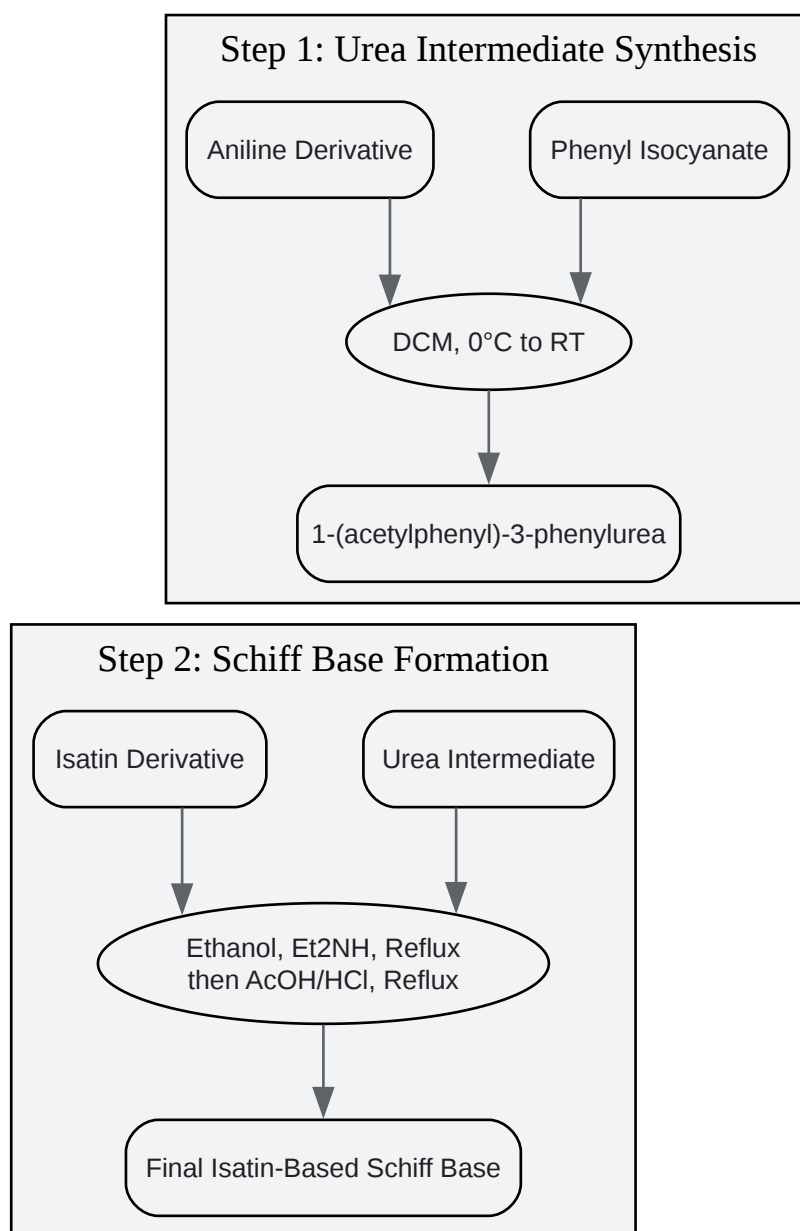 Step 1: Urea Intermediate Synthesis
Aniline Derivative
Phenyl Isocyanate
DCM, 0°C to RT
1-(acetylphenyl)-3-phenylurea
Step 2: Schiff Base Formation
Isatin Derivative
Urea Intermediate
Ethanol, Et2NH, Reflux
then AcOH/HCl, Reflux
Final Isatin-Based Schiff Base